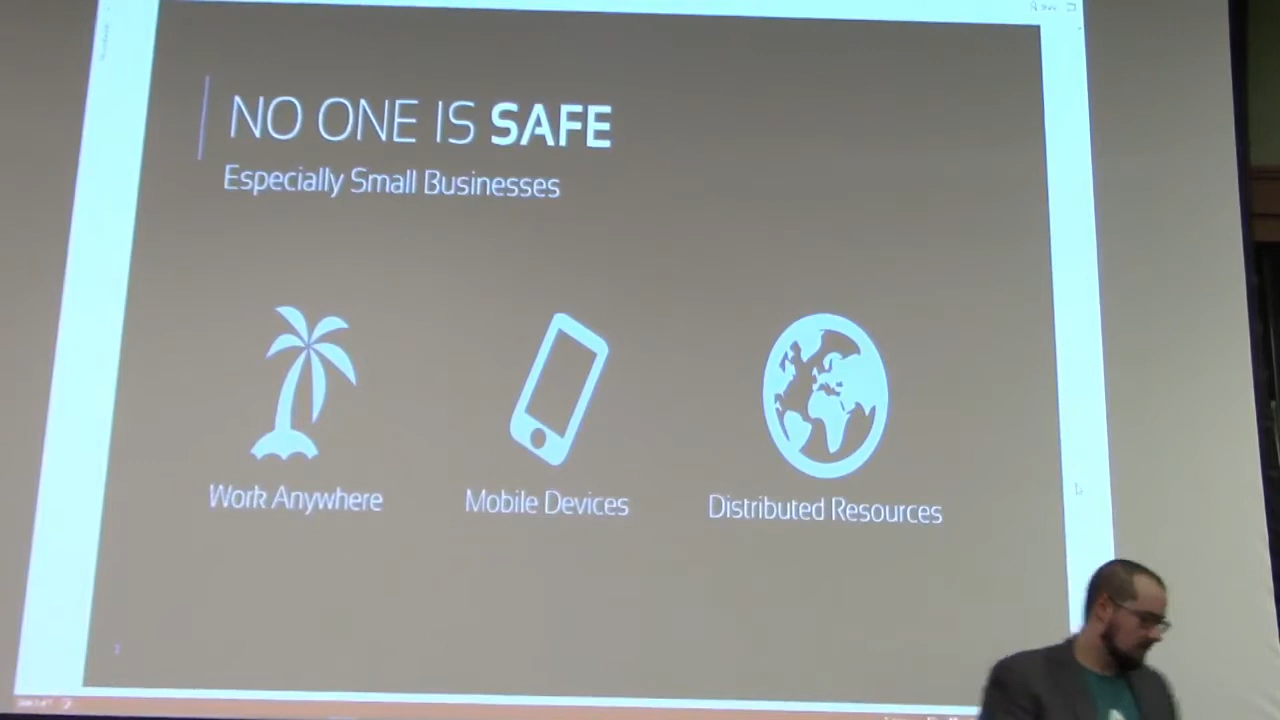 NO ONE IS SAFE
Especially Small Businesses
Work Anywhere
Mobile Devices
Distributed Resources